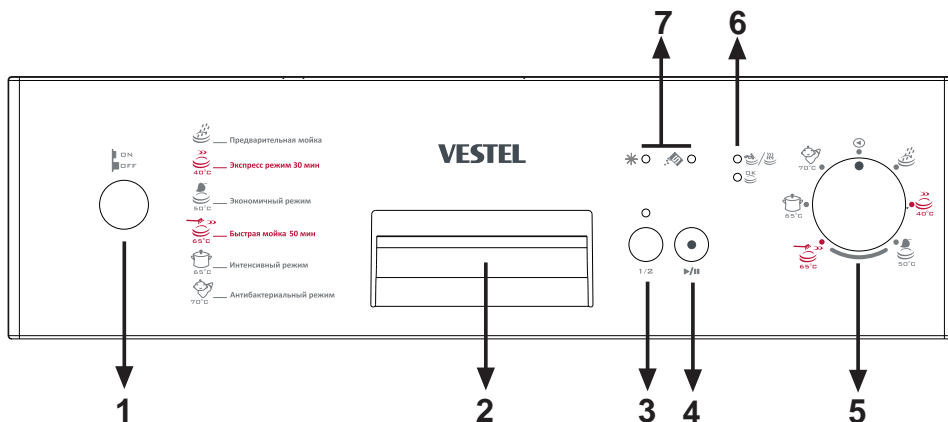 7 6
ON
OFF
Предварительная мойка
Экспресс режим 30 мин
40°C
Экономичный режим
50°C
Быстрая мойка 50 мин
65°C
Интенсивный режим
65°C
Антибактериальный режим
70°C
VESTEL
OK
1/2
70°C
65°C
65°C
40°C
50°C
1 2 3 4 5